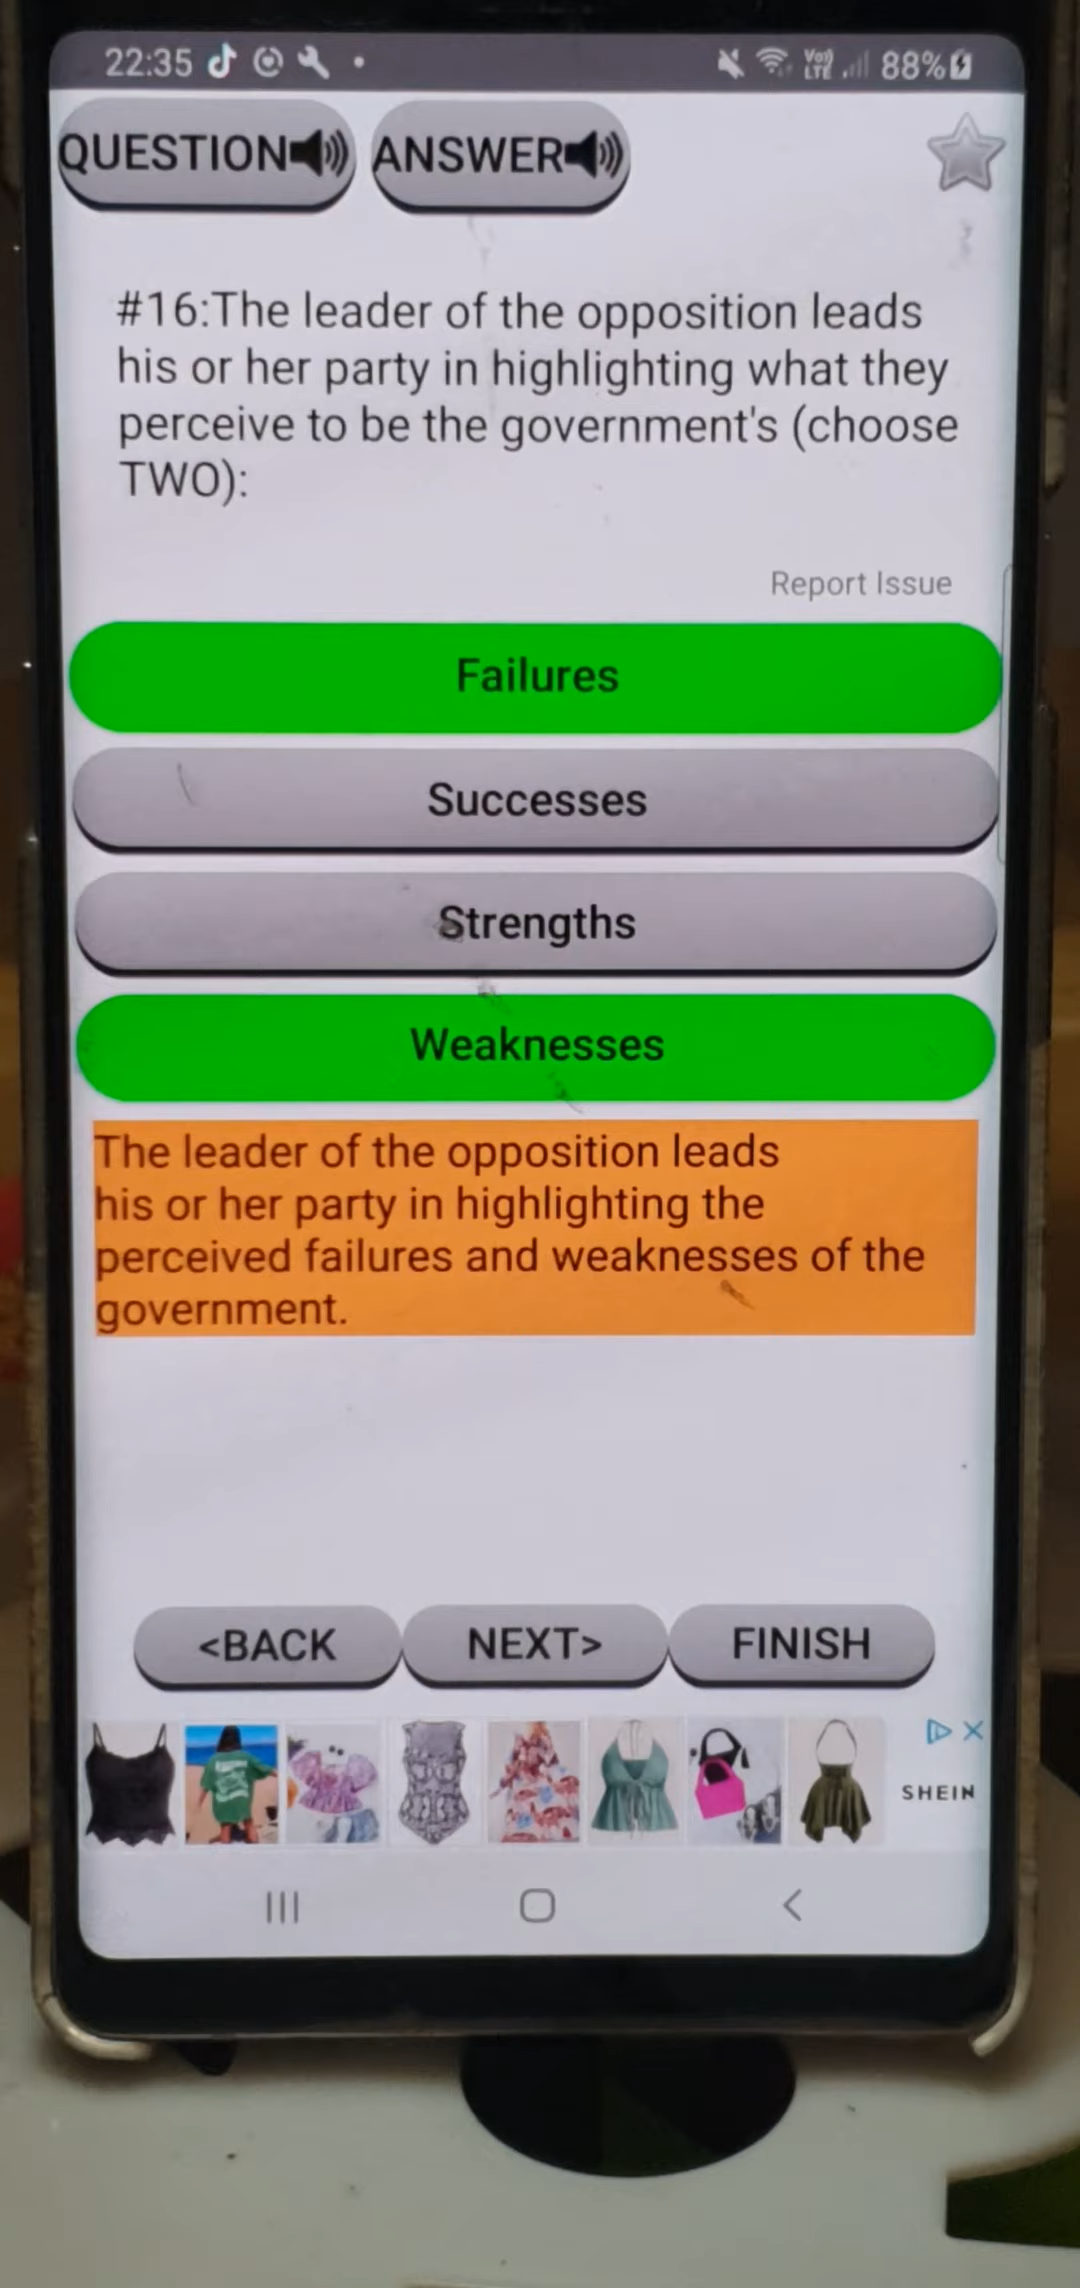 22:35
Vo))
LTE
88%
QUESTION
ANSWER
#16:The leader of the opposition leads
his or her party in highlighting what they
perceive to be the government's (choose
TWO):
Report Issue
Failures
Successes
Strengths
Weaknesses
The leader of the opposition leads
his or her party in highlighting the
perceived failures and weaknesses of the
government.
<BACK
NEXT>
FINISH
SHEIN